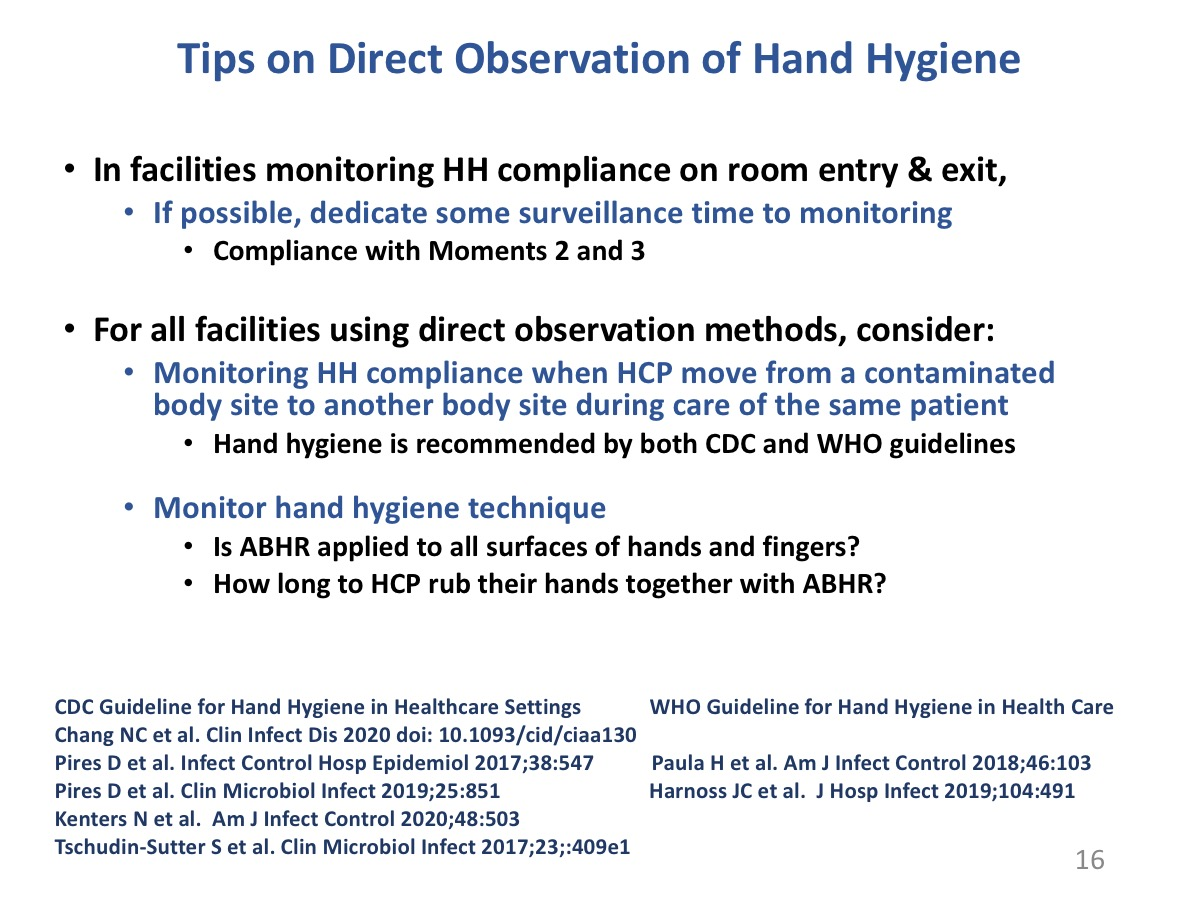 Tips on Direct Observation of Hand Hygiene
• In facilities monitoring HH compliance on room entry & exit,
• If possible, dedicate some surveillance time to monitoring
• Compliance with Moments 2 and 3
• For all facilities using direct observation methods, consider:
• Monitoring HH compliance when HCP move from a contaminated
body site to another body site during care of the same patient
• Hand hygiene is recommended by both CDC and WHO guidelines
• Monitor hand hygiene technique
• Is ABHR applied to all surfaces of hands and fingers?
• How long to HCP rub their hands together with ABHR?
CDC Guideline for Hand Hygiene in Healthcare Settings WHO Guideline for Hand Hygiene in Health Care
Chang NC et al. Clin Infect Dis 2020 doi: 10.1093/cid/ciaa130
Pires D et al. Infect Control Hosp Epidemiol 2017;38:547 Paula H et al. Am J Infect Control 2018;46:103
Pires D et al. Clin Microbiol Infect 2019;25:851 Harnoss JC et al. J Hosp Infect 2019;104:491
Kenters N et al. Am J Infect Control 2020;48:503
Tschudin-Sutter S et al. Clin Microbiol Infect 2017;23;:409e1
16